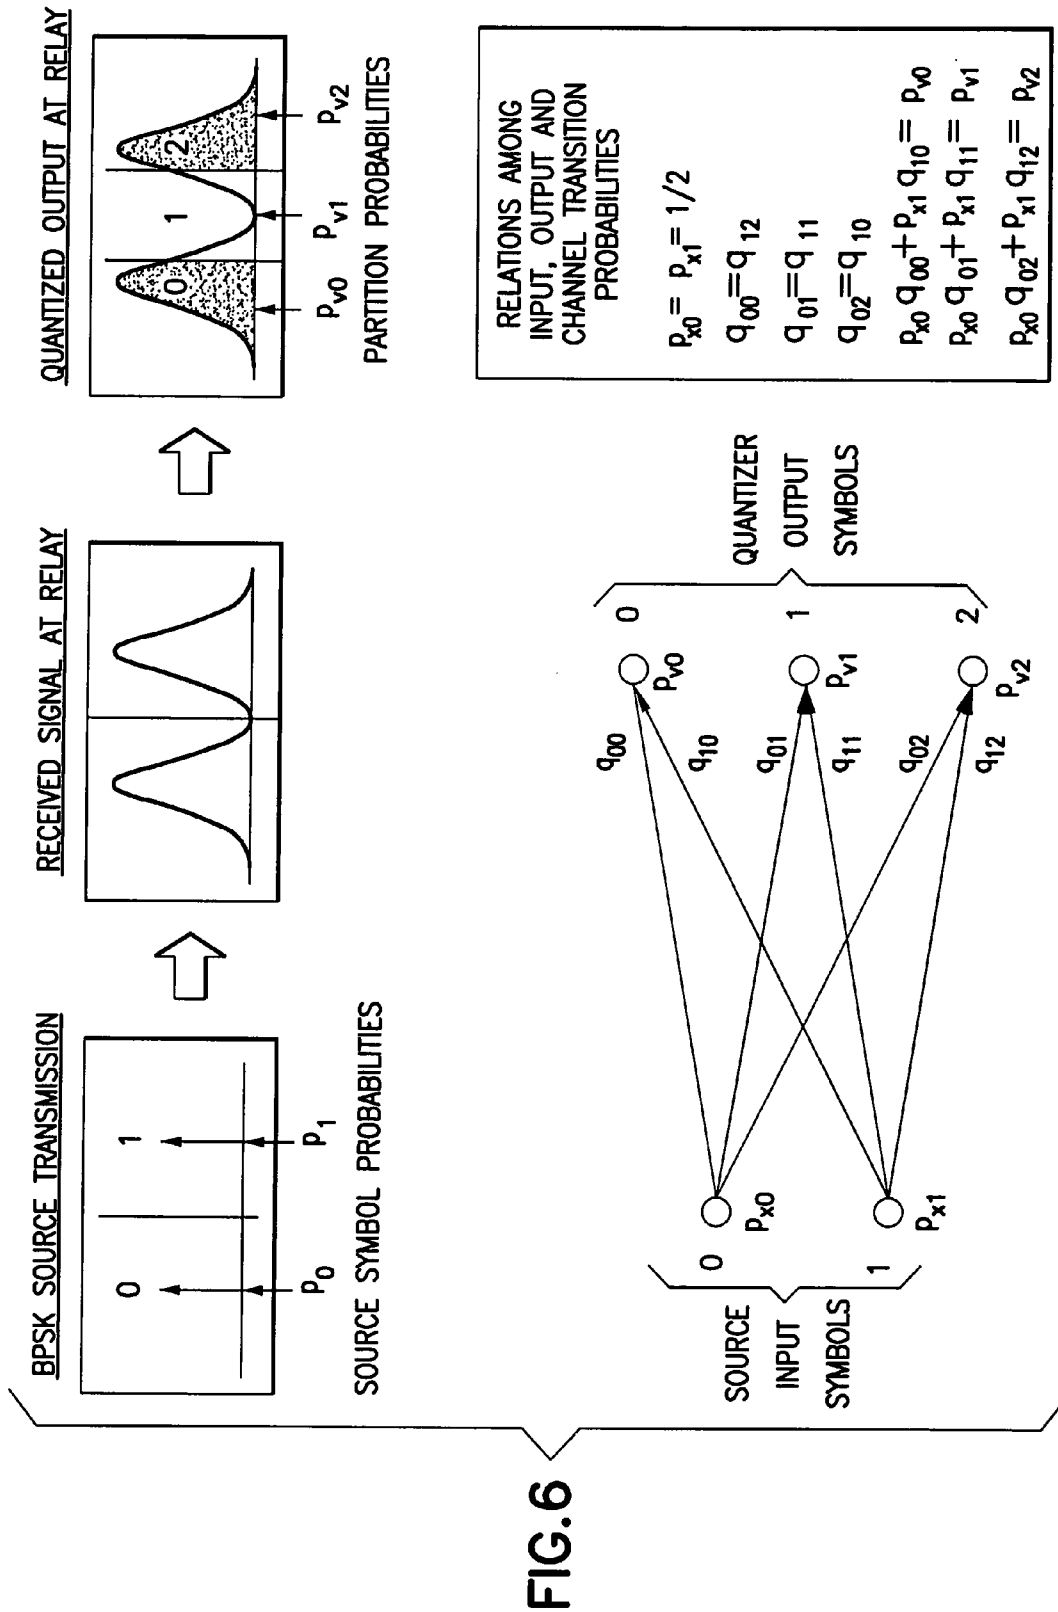 BPSK SOURCE TRANSMISSION
0
1
p0
p1
SOURCE SYMBOL PROBABILITIES
RECEIVED SIGNAL AT RELAY
QUANTIZED OUTPUT AT RELAY
0
1
2
pv0
pv1
pv2
PARTITION PROBABILITIES
SOURCE
INPUT
SYMBOLS
0
1
px0
px1
q00
q10
q01
q11
q02
q12
pv0
pv1
pv2
0
1
2
QUANTIZER
OUTPUT
SYMBOLS
RELATIONS AMONG
INPUT, OUTPUT AND
CHANNEL TRANSITION
PROBABILITIES
px0 = px1 = 1/2
q00 = q12
q01 = q11
q02 = q10
px0 q00 + px1 q10 = pv0
px0 q01 + px1 q11 = pv1
px0 q02 + px1 q12 = pv2
FIG.6